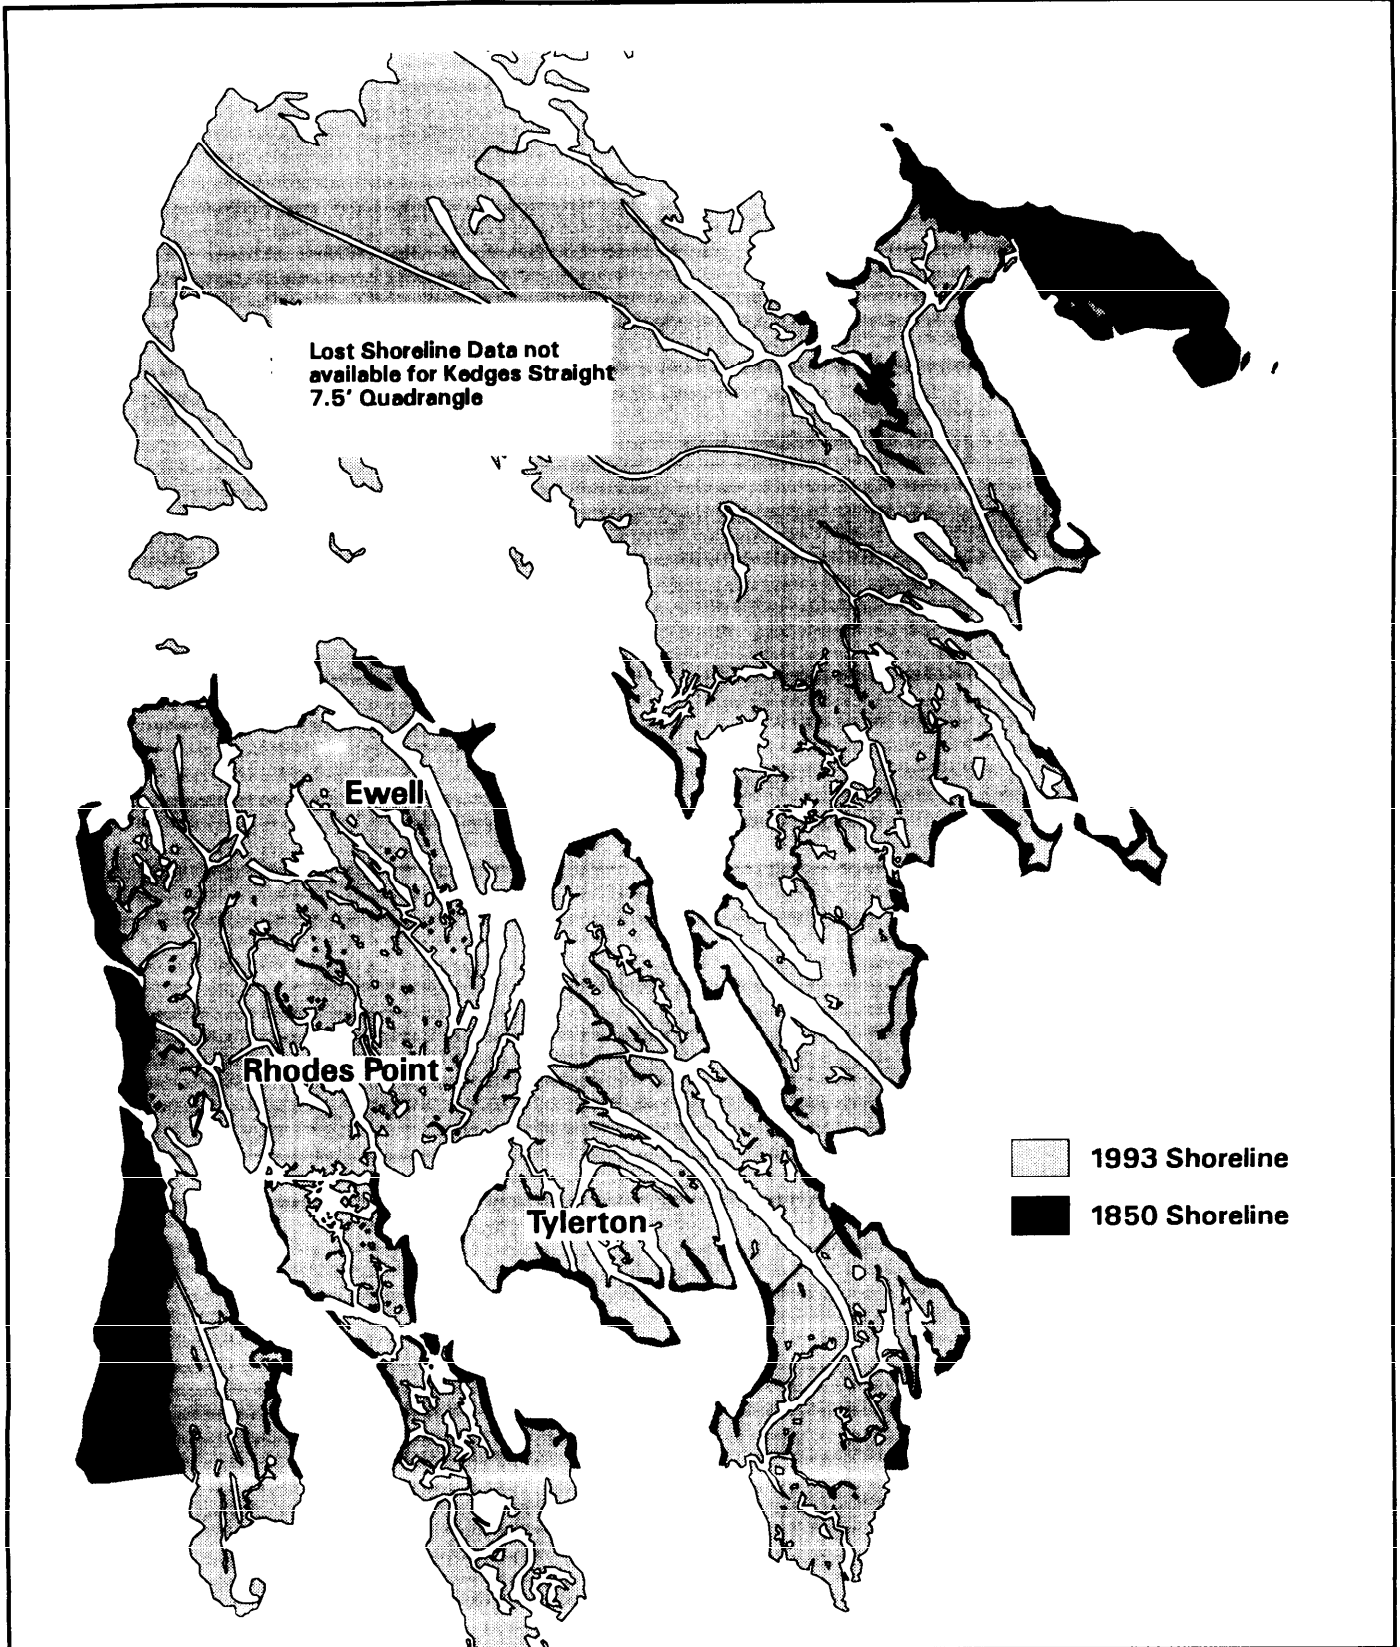 Lost Shoreline Data not
available for Kedges Straight
7.5' Quadrangle
Ewell
Rhodes Point
Tylerton
1993 Shoreline
1850 Shoreline